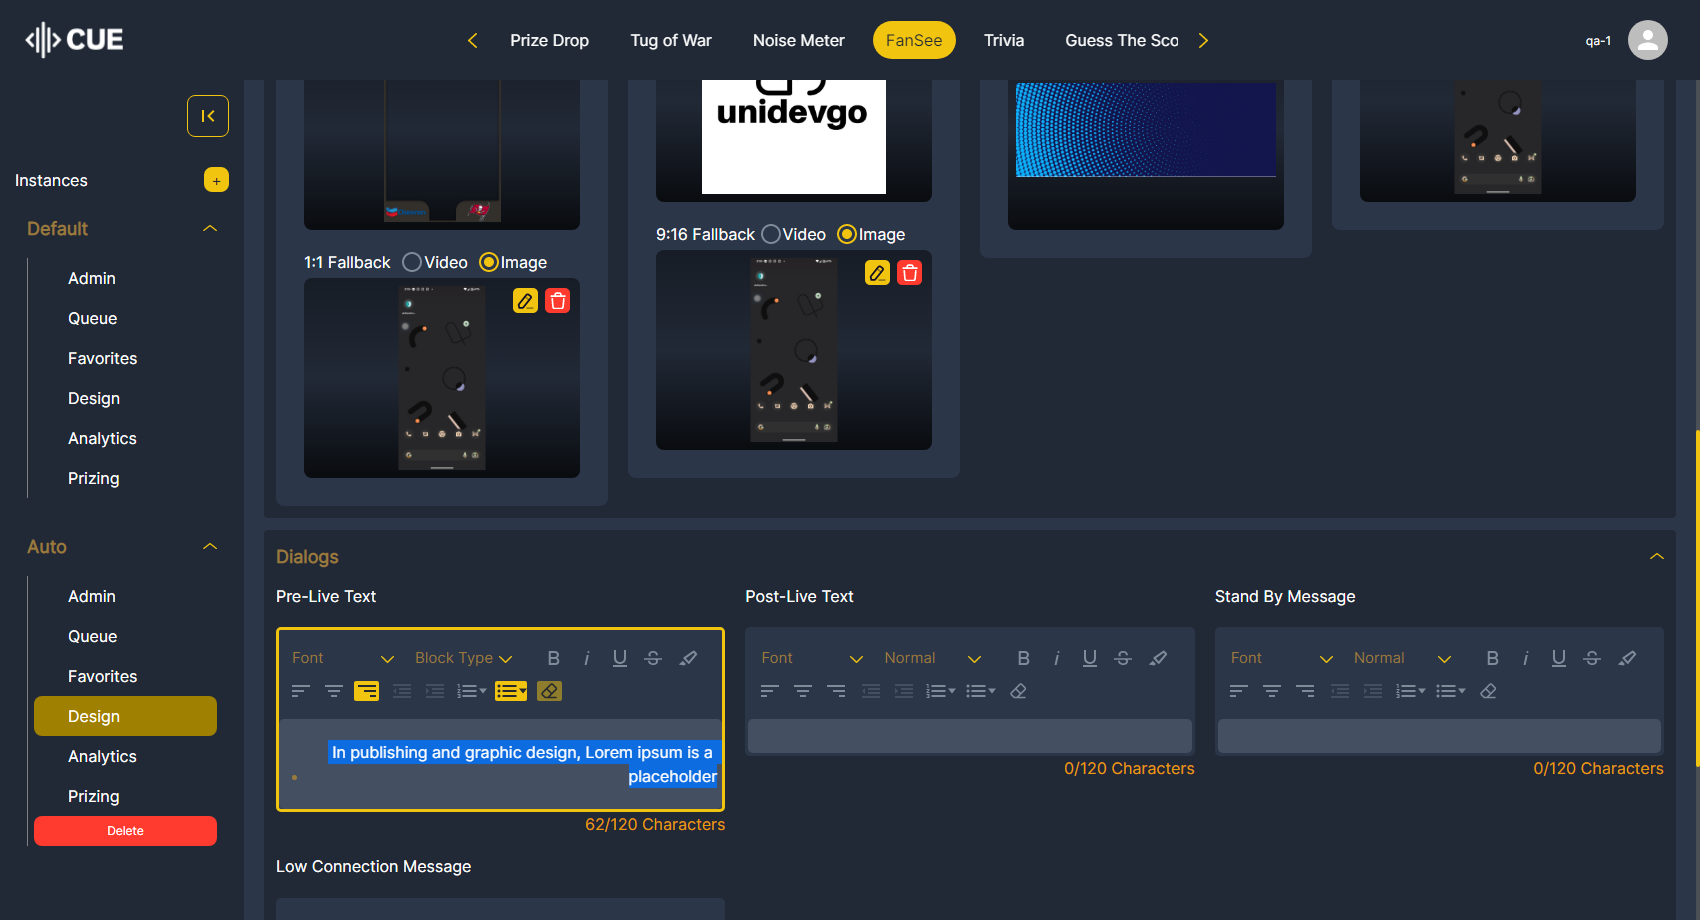 CUE
Prize Drop
Tug of War
Noise Meter
FanSee
Trivia
Guess The Sco
qa-1
Instances
+
Default
Admin
Queue
Favorites
Design
Analytics
Prizing
Auto
Admin
Queue
Favorites
Design
Analytics
Prizing
Delete
unidevgo
1:1 Fallback Video Image
9:16 Fallback Video Image
Dialogs
Pre-Live Text
Font Block Type B i U S
In publishing and graphic design, Lorem ipsum is a
placeholder
62/120 Characters
Post-Live Text
Font Normal B i U S
0/120 Characters
Stand By Message
Font Normal B i U S
0/120 Characters
Low Connection Message